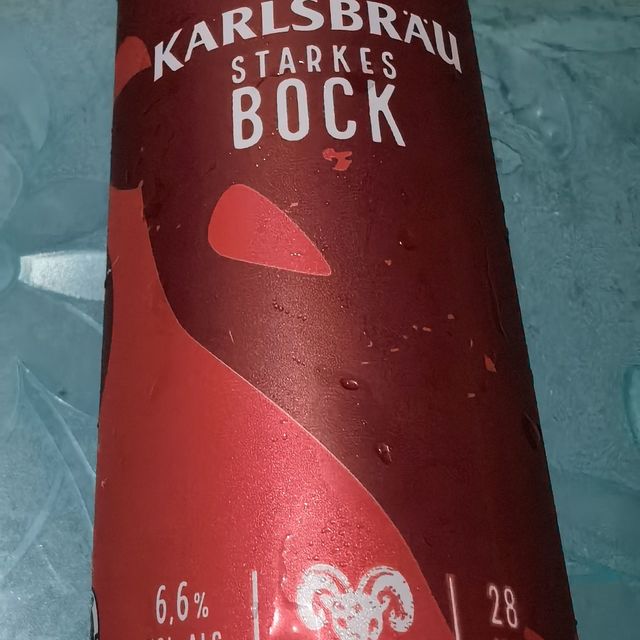 KARLSBRÄU
STARKES
BOCK
6,6%
28